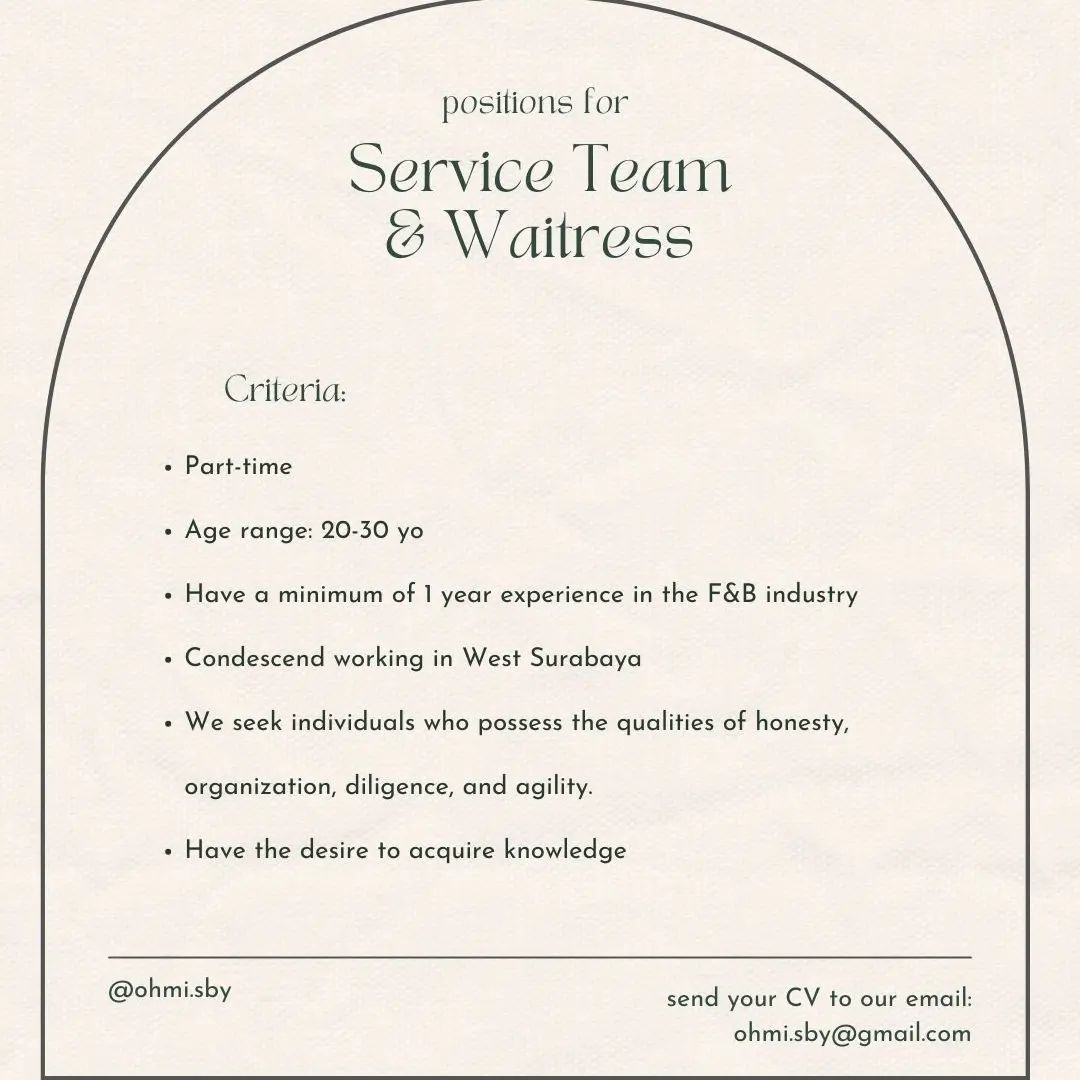 positions for
Service Team
& Waitress
Criteria:
• Part-time
• Age range: 20-30 yo
• Have a minimum of 1 year experience in the F&B industry
• Condescend working in West Surabaya
• We seek individuals who possess the qualities of honesty,
organization, diligence, and agility.
• Have the desire to acquire knowledge
@ohmi.sby
send your CV to our email:
ohmi.sby@gmail.com